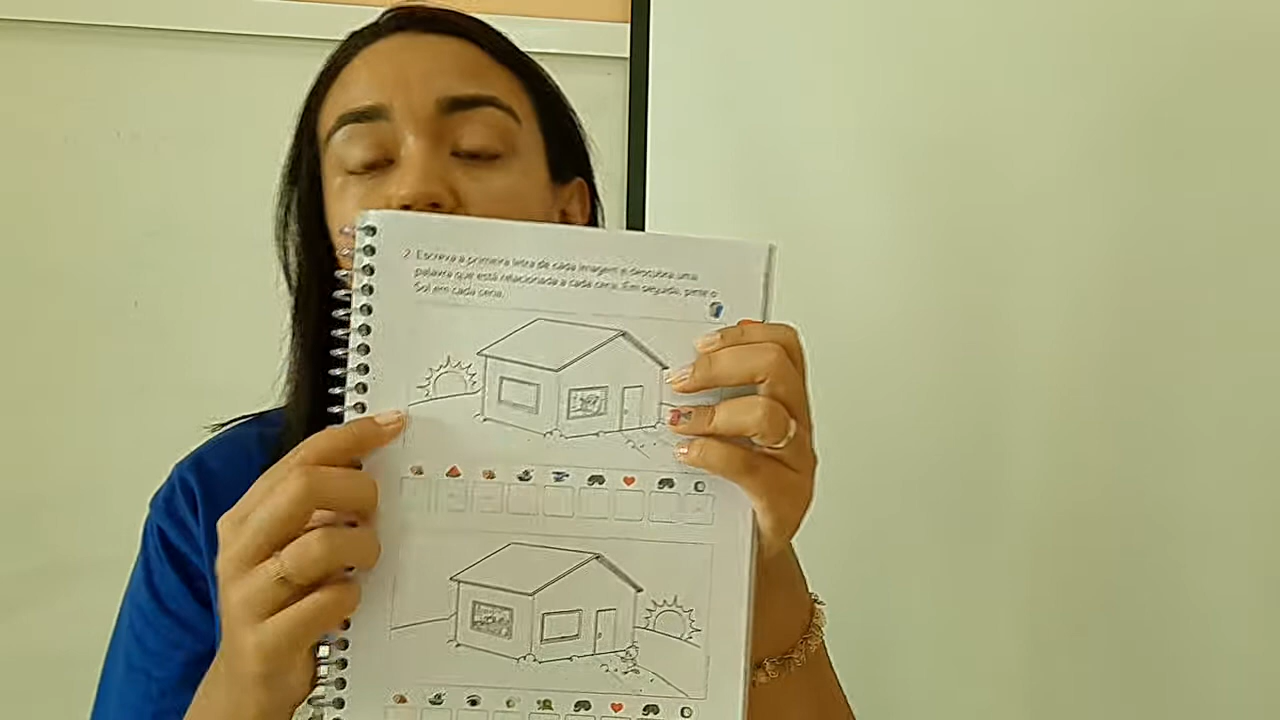 2 Escreva a primeira letra de cada imagem e descubra uma
palavra que está relacionada a cada cena. Em seguida, pinte o
Sol em cada cena.